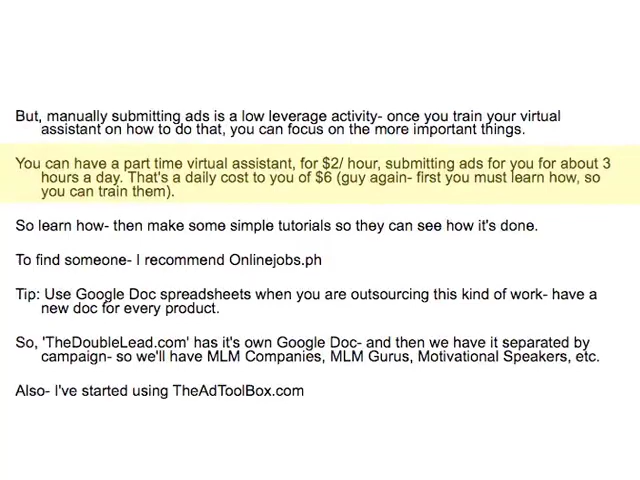 But, manually submitting ads is a low leverage activity- once you train your virtual
assistant on how to do that, you can focus on the more important things.
You can have a part time virtual assistant, for $2/ hour, submitting ads for you for about 3
hours a day. That's a daily cost to you of $6 (guy again- first you must learn how, so
you can train them).
So learn how- then make some simple tutorials so they can see how it's done.
To find someone- I recommend Onlinejobs.ph
Tip: Use Google Doc spreadsheets when you are outsourcing this kind of work- have a
new doc for every product.
So, 'TheDoubleLead.com' has it's own Google Doc- and then we have it separated by
campaign- so we'll have MLM Companies, MLM Gurus, Motivational Speakers, etc.
Also- I've started using TheAdToolBox.com